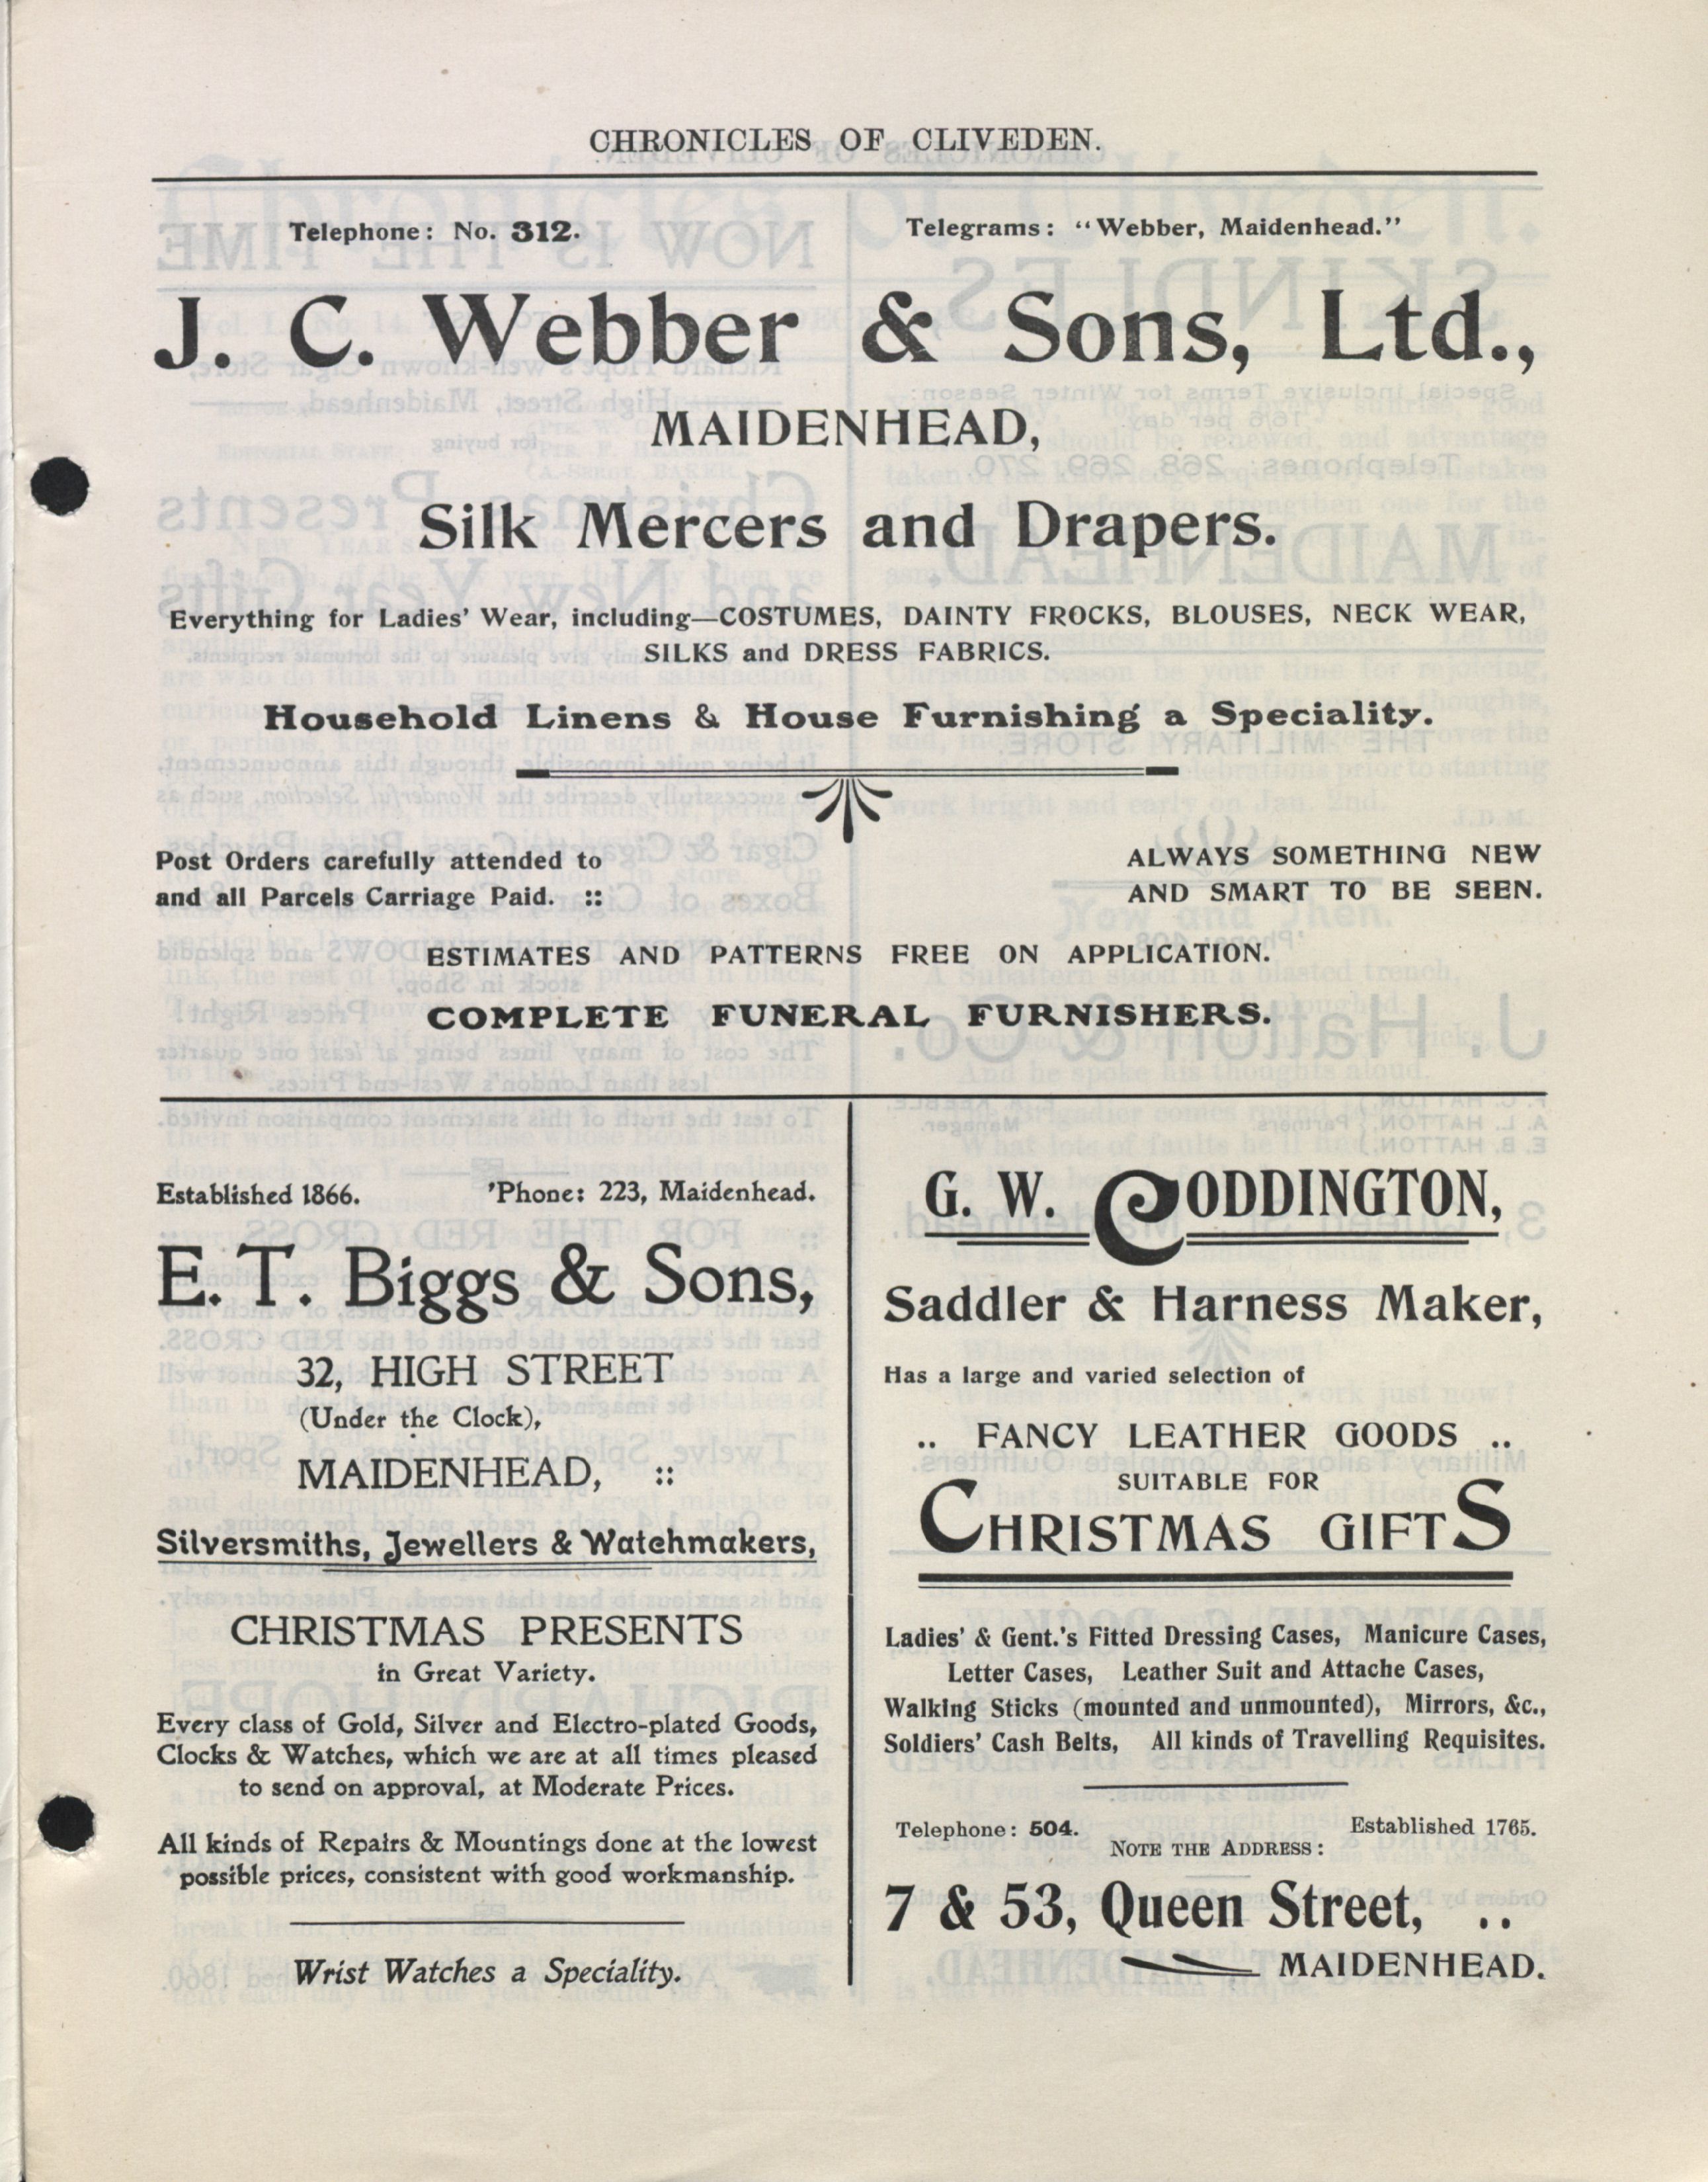 CHRONICLES OF CLIVEDEN.
Telephone: No. 312.
Telegrams: "Webber, Maidenhead."
J. C. Webber & Sons, Ltd.,
MAIDENHEAD,
Silk Mercers and Drapers.
Everything for Ladies' Wear, including—COSTUMES, DAINTY FROCKS, BLOUSES, NECK WEAR,
SILKS and DRESS FABRICS.
Household Linens & House Furnishing a Speciality.
Post Orders carefully attended to
and all Parcels Carriage Paid. ::
ALWAYS SOMETHING NEW
AND SMART TO BE SEEN.
ESTIMATES AND PATTERNS FREE ON APPLICATION.
COMPLETE FUNERAL FURNISHERS.
Established 1866. 'Phone: 223, Maidenhead.
E. T. Biggs & Sons,
32, HIGH STREET
(Under the Clock),
MAIDENHEAD, ::
Silversmiths, Jewellers & Watchmakers,
CHRISTMAS PRESENTS
in Great Variety.
Every class of Gold, Silver and Electro-plated Goods,
Clocks & Watches, which we are at all times pleased
to send on approval, at Moderate Prices.
All kinds of Repairs & Mountings done at the lowest
possible prices, consistent with good workmanship.
Wrist Watches a Speciality.
G. W. CODDINGTON,
Saddler & Harness Maker,
Has a large and varied selection of
.. FANCY LEATHER GOODS ..
SUITABLE FOR
CHRISTMAS GIFTS
Ladies' & Gent.'s Fitted Dressing Cases, Manicure Cases,
Letter Cases, Leather Suit and Attache Cases,
Walking Sticks (mounted and unmounted), Mirrors, &c.,
Soldiers' Cash Belts, All kinds of Travelling Requisites.
Telephone: 504. Established 1765.
NOTE THE ADDRESS:
7 & 53, Queen Street, ..
MAIDENHEAD.